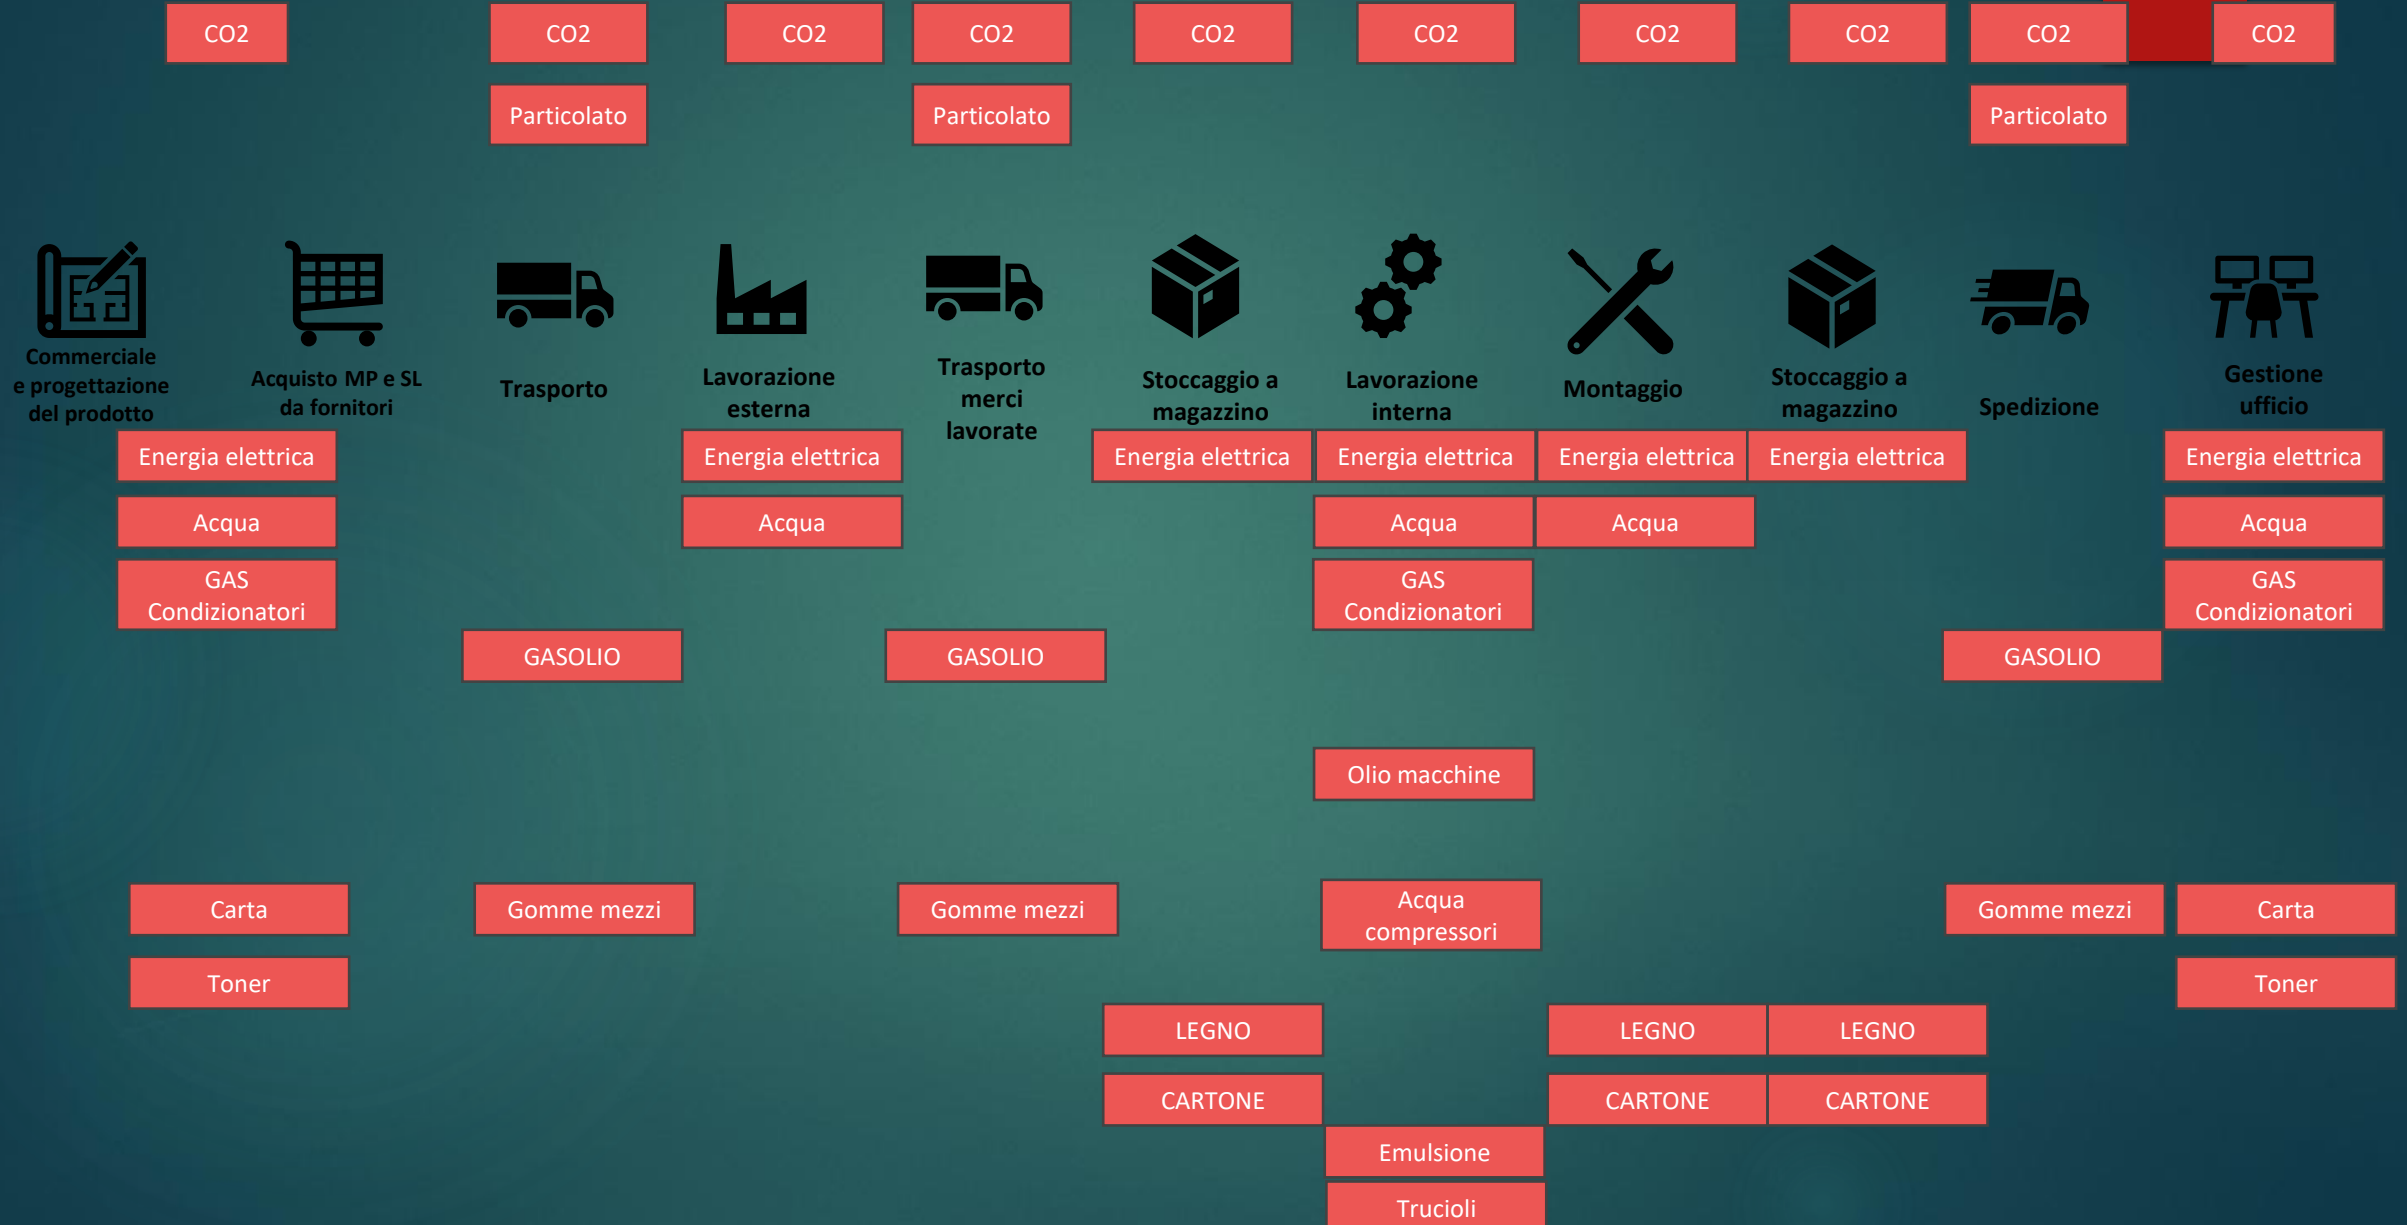 CO2
CO2
CO2
CO2
CO2
CO2
CO2
CO2
CO2
CO2
Particolato
Particolato
Particolato
Commerciale
e progettazione
del prodotto
Acquisto MP e SL
da fornitori
Trasporto
Lavorazione
esterna
Trasporto
merci
lavorate
Stoccaggio a
magazzino
Lavorazione
interna
Montaggio
Stoccaggio a
magazzino
Spedizione
Gestione
ufficio
Energia elettrica
Energia elettrica
Energia elettrica
Energia elettrica
Energia elettrica
Energia elettrica
Energia elettrica
Acqua
Acqua
Acqua
Acqua
Acqua
GAS
Condizionatori
GAS
Condizionatori
GAS
Condizionatori
GASOLIO
GASOLIO
GASOLIO
Olio macchine
Carta
Gomme mezzi
Gomme mezzi
Acqua
compressori
Gomme mezzi
Carta
Toner
Toner
LEGNO
LEGNO
LEGNO
CARTONE
CARTONE
CARTONE
Emulsione
Trucioli